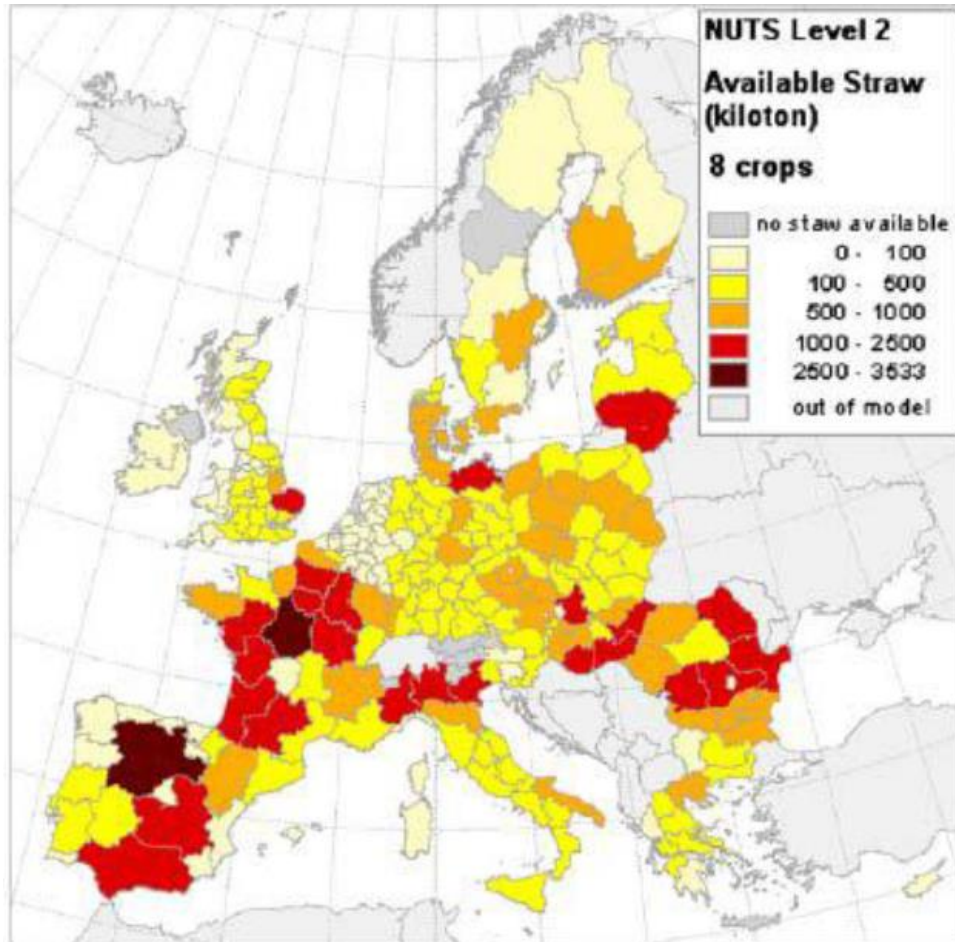 NUTS Level 2
Available Straw
(kiloton)
8 crops
no staw available
0 - 100
100 - 500
500 - 1000
1000 - 2500
2500 - 3533
out of model